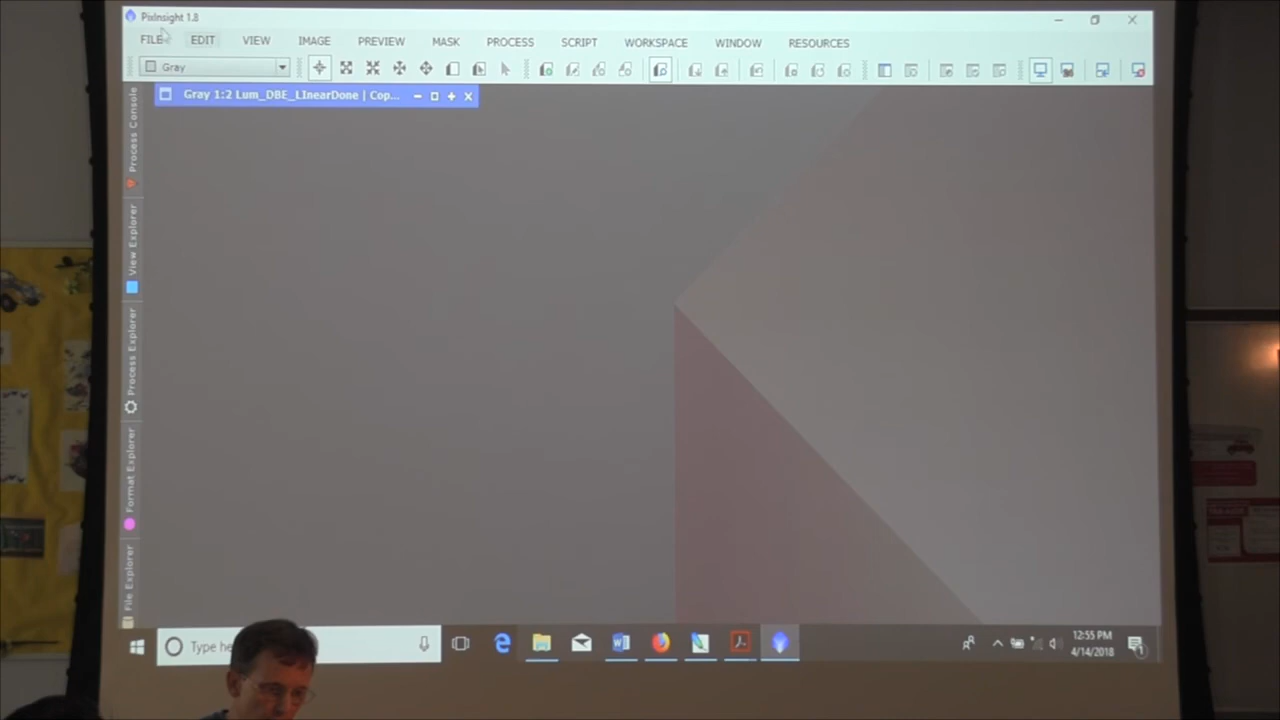 PixInsight 1.8
FILE EDIT VIEW IMAGE PREVIEW MASK PROCESS SCRIPT WORKSPACE WINDOW RESOURCES
Gray
Gray 1:2 Lum_DBE_LInearDone | Cop...
Process Console
View Explorer
Process Explorer
Format Explorer
File Explorer
Type he
12:55 PM
4/14/2018